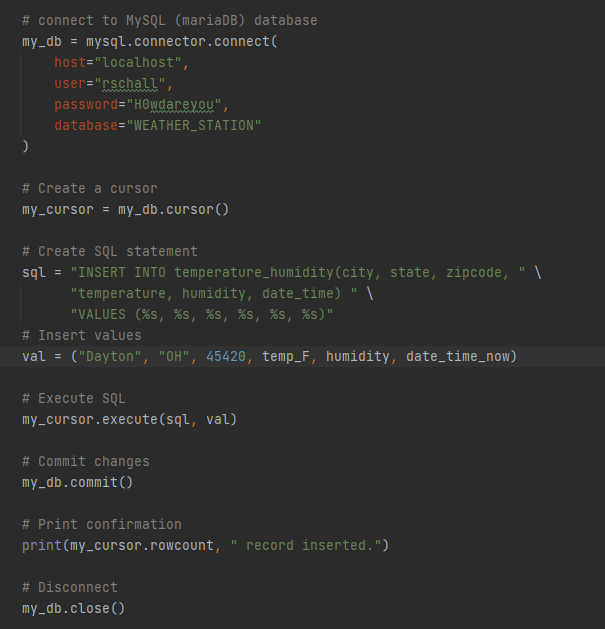 # connect to MySQL (mariaDB) database
my_db = mysql.connector.connect(
    host="localhost",
    user="rschall",
    password="H0wdareyou",
    database="WEATHER_STATION"
)
# Create a cursor
my_cursor = my_db.cursor()
# Create SQL statement
sql = "INSERT INTO temperature_humidity(city, state, zipcode, " \
      "temperature, humidity, date_time) " \
      "VALUES (%s, %s, %s, %s, %s, %s)"
# Insert values
val = ("Dayton", "OH", 45420, temp_F, humidity, date_time_now)
# Execute SQL
my_cursor.execute(sql, val)
# Commit changes
my_db.commit()
# Print confirmation
print(my_cursor.rowcount, " record inserted.")
# Disconnect
my_db.close()